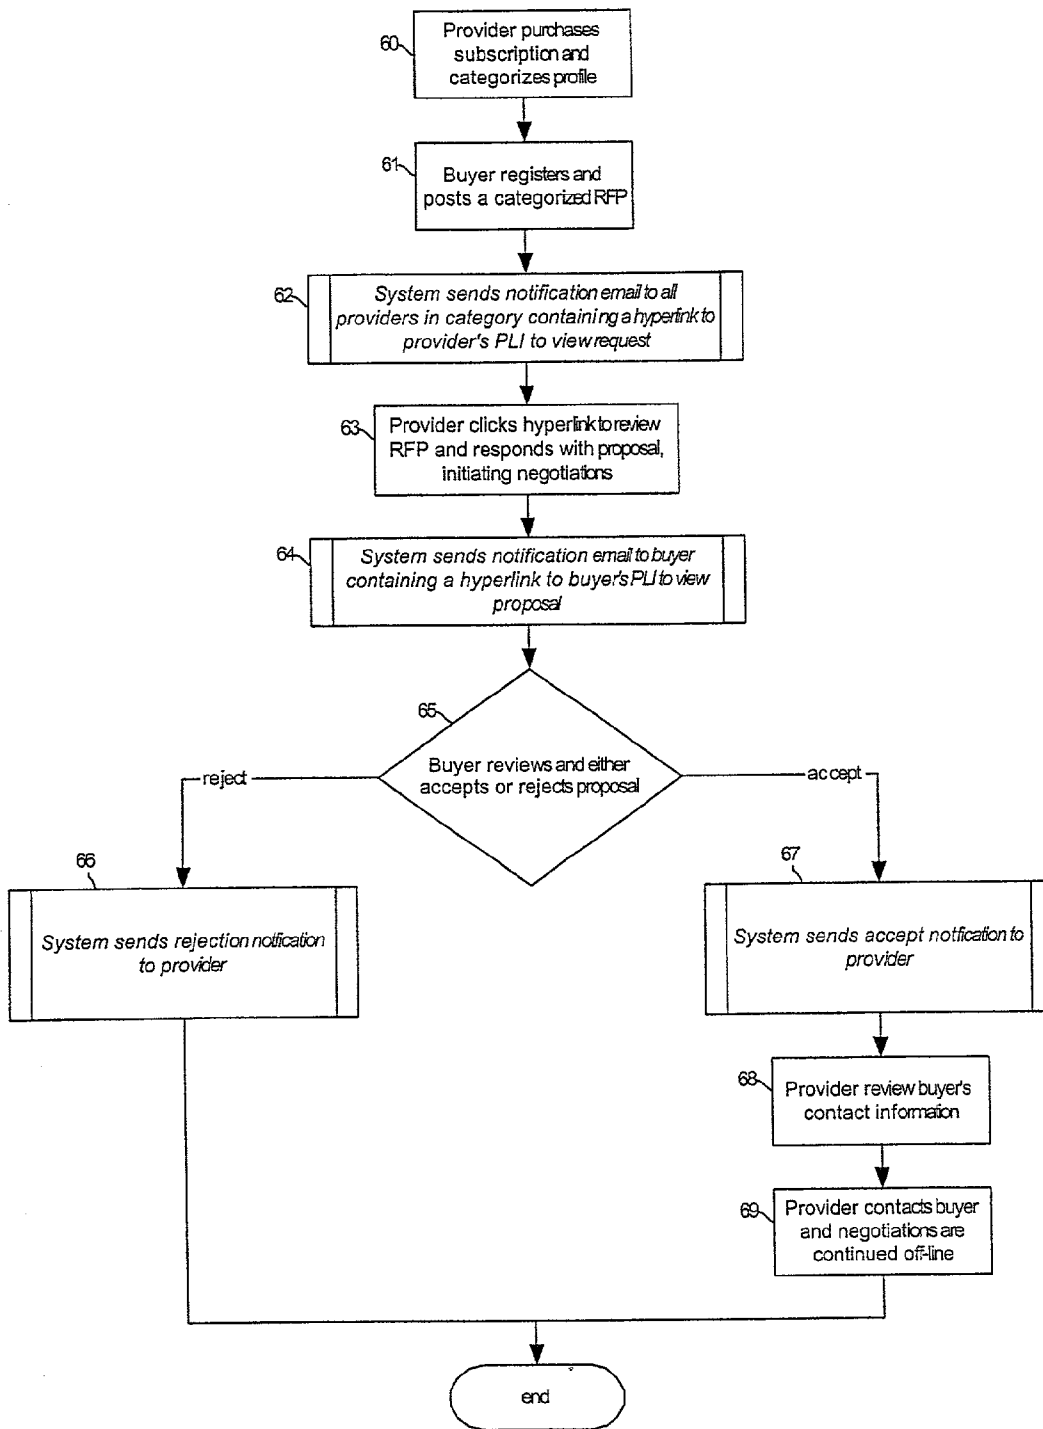 60
Provider purchases
subscription and
categorizes profile
61
Buyer registers and
posts a categorized RFP
62
System sends notification email to all
providers in category containing a hyperlink to
provider's PLI to view request
63
Provider clicks hyperlink to review
RFP and responds with proposal,
initiating negotiations
64
System sends notification email to buyer
containing a hyperlink to buyer's PLI to view
proposal
65
Buyer reviews and either
accepts or rejects proposal
reject
accept
66
System sends rejection notification
to provider
67
System sends accept notfication to
provider
68
Provider review buyer's
contact information
69
Provider contacts buyer
and negotiations are
continued off-line
end